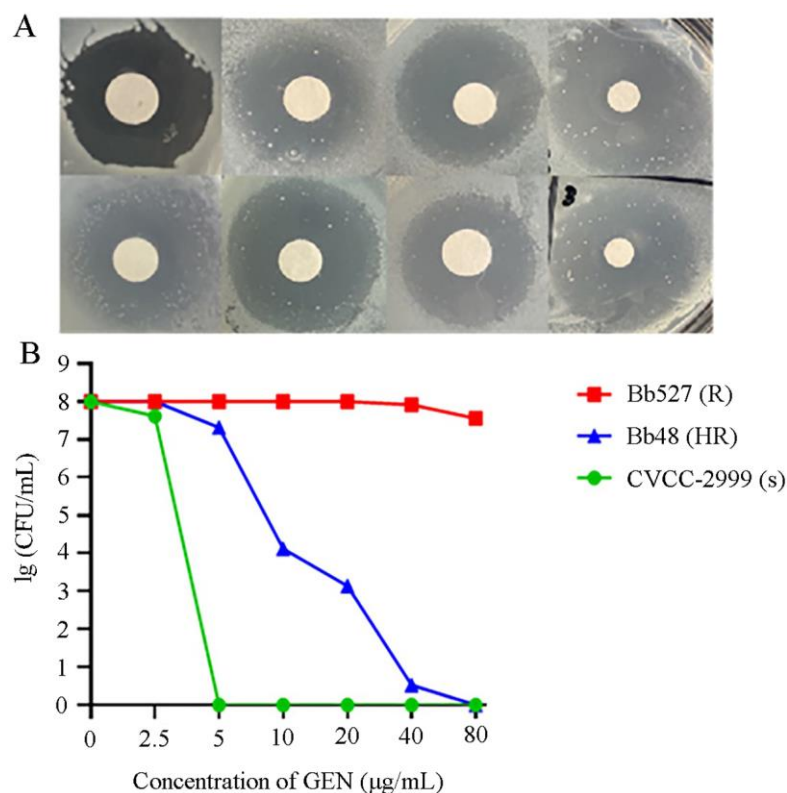 A
B
9
8
7
6
5
4
3
2
1
0
lg (CFU/mL)
0 2.5 5 10 20 40 80
Concentration of GEN (μg/mL)
Bb527 (R)
Bb48 (HR)
CVCC-2999 (s)